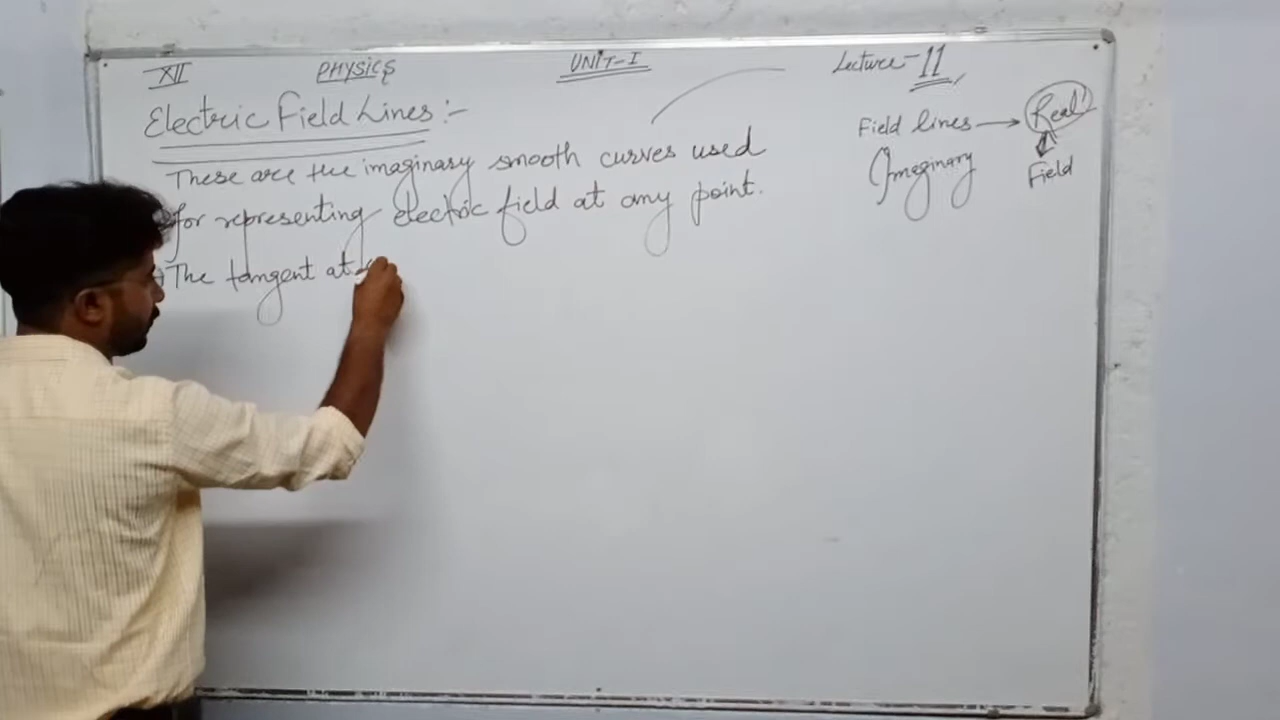 XII PHYSICS UNIT-I Lecture-11
Electric Field Lines:-
These are the imaginary smooth curves used
for representing electric field at any point.
The tangent at
Field lines → Real
Imaginary
Field